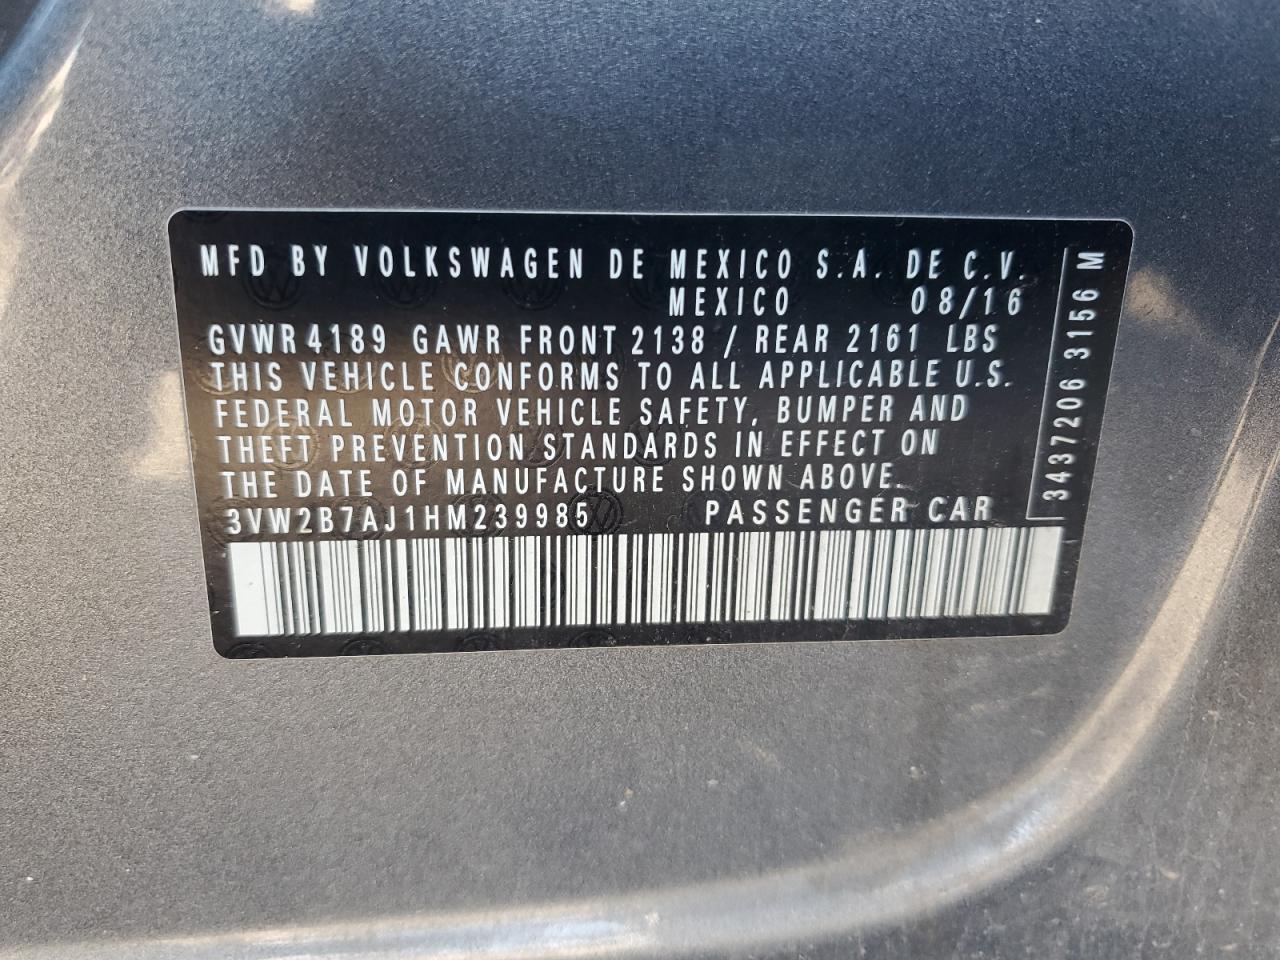 MFD BY VOLKSWAGEN DE MEXICO S.A. DE C.V.
MEXICO 08/16
GVWR 4189 GAWR FRONT 2138 / REAR 2161 LBS
THIS VEHICLE CONFORMS TO ALL APPLICABLE U.S.
FEDERAL MOTOR VEHICLE SAFETY, BUMPER AND
THEFT PREVENTION STANDARDS IN EFFECT ON
THE DATE OF MANUFACTURE SHOWN ABOVE.
3VW2B7AJ1HM239985 PASSENGER CAR
3437206 3156 M